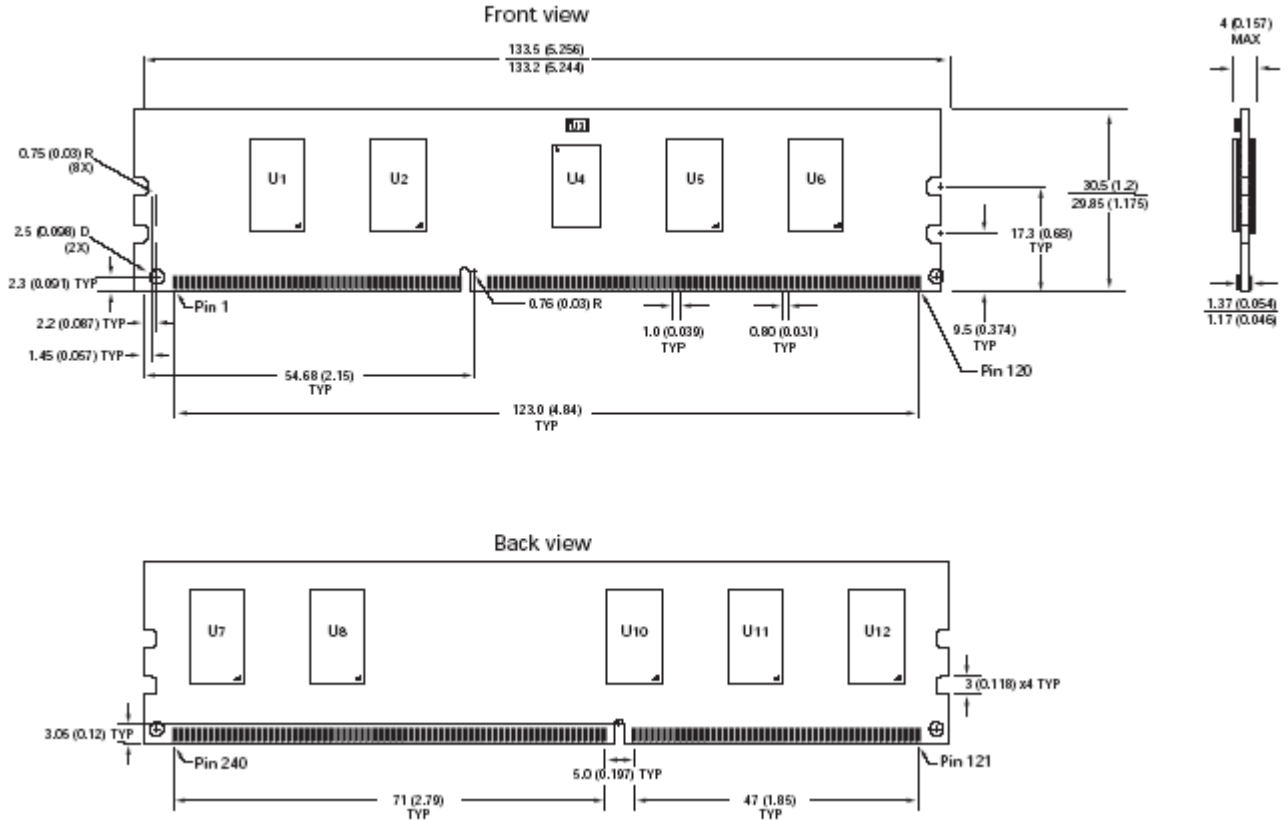 Front view
133.5 (5.256)
133.2 (5.244)
4 (0.157)
MAX
U3
0.75 (0.03) R
(8X)
U1
U2
U4
U5
U6
30.5 (1.2)
29.85 (1.175)
2.5 (0.098) D
(2X)
17.3 (0.68)
TYP
2.3 (0.091) TYP
Pin 1
0.76 (0.03) R
2.2 (0.087) TYP
1.0 (0.039)
TYP
0.80 (0.031)
TYP
9.5 (0.374)
TYP
1.37 (0.054)
1.17 (0.046)
1.45 (0.057) TYP
54.68 (2.15)
TYP
Pin 120
123.0 (4.84)
TYP
Back view
U7
U8
U10
U11
U12
3 (0.118) x4 TYP
3.05 (0.12) TYP
Pin 240
5.0 (0.197) TYP
Pin 121
71 (2.79)
TYP
47 (1.85)
TYP